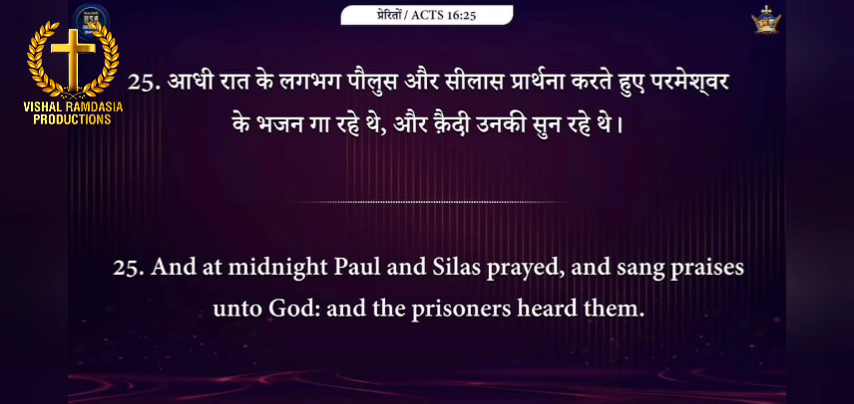 प्रेरितों / ACTS 16:25
VISHAL RAMDASIA
PRODUCTIONS
25. आधी रात के लगभग पौलुस और सीलास प्रार्थना करते हुए परमेश्‍वर
के भजन गा रहे थे, और क़ैदी उनकी सुन रहे थे।
25. And at midnight Paul and Silas prayed, and sang praises
unto God: and the prisoners heard them.